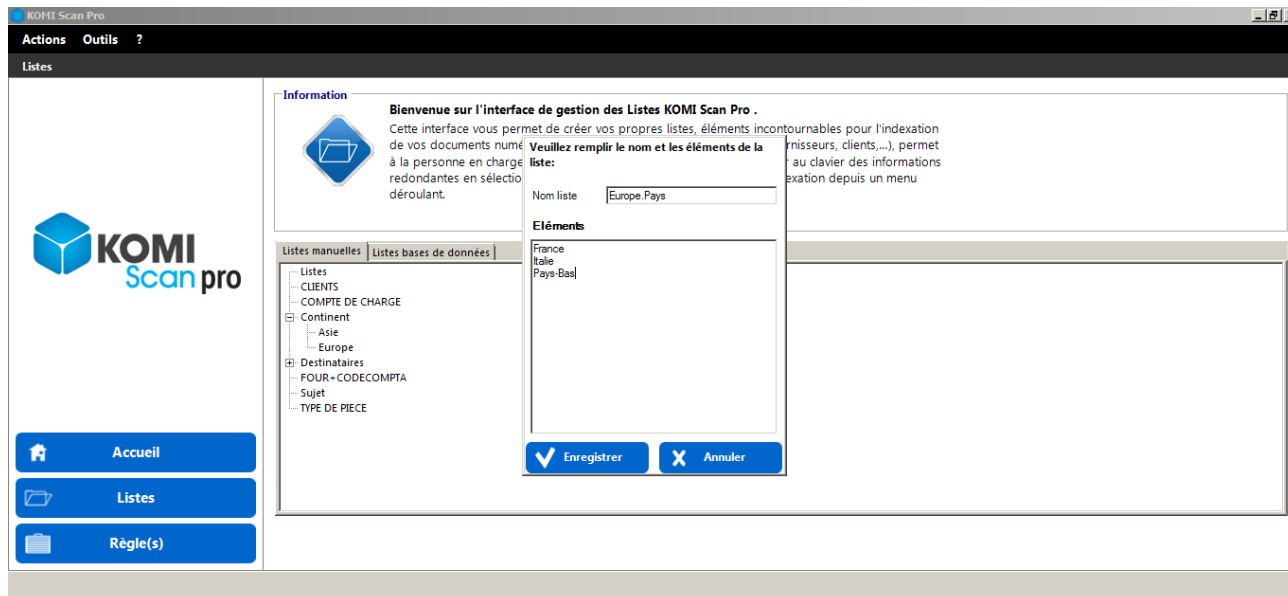 KOMI Scan Pro
Actions Outils ?
Listes
Information
Bienvenue sur l'interface de gestion des Listes KOMI Scan Pro .
Cette interface vous permet de créer vos propres listes, éléments incontournables pour l'indexation
de vos documents numé rnisseurs, clients,...), permet
à la personne en charge r au clavier des informations
redondantes en sélectio exation depuis un menu
déroulant.
Veuillez remplir le nom et les éléments de la
liste:
Nom liste Europe.Pays
Eléments
France
Italie
Pays-Bas
Enregistrer Annuler
KOMI
Scan pro
Listes manuelles Listes bases de données
Listes
CLIENTS
COMPTE DE CHARGE
Continent
Asie
Europe
Destinataires
FOUR+CODECOMPTA
Sujet
TYPE DE PIECE
Accueil
Listes
Règle(s)